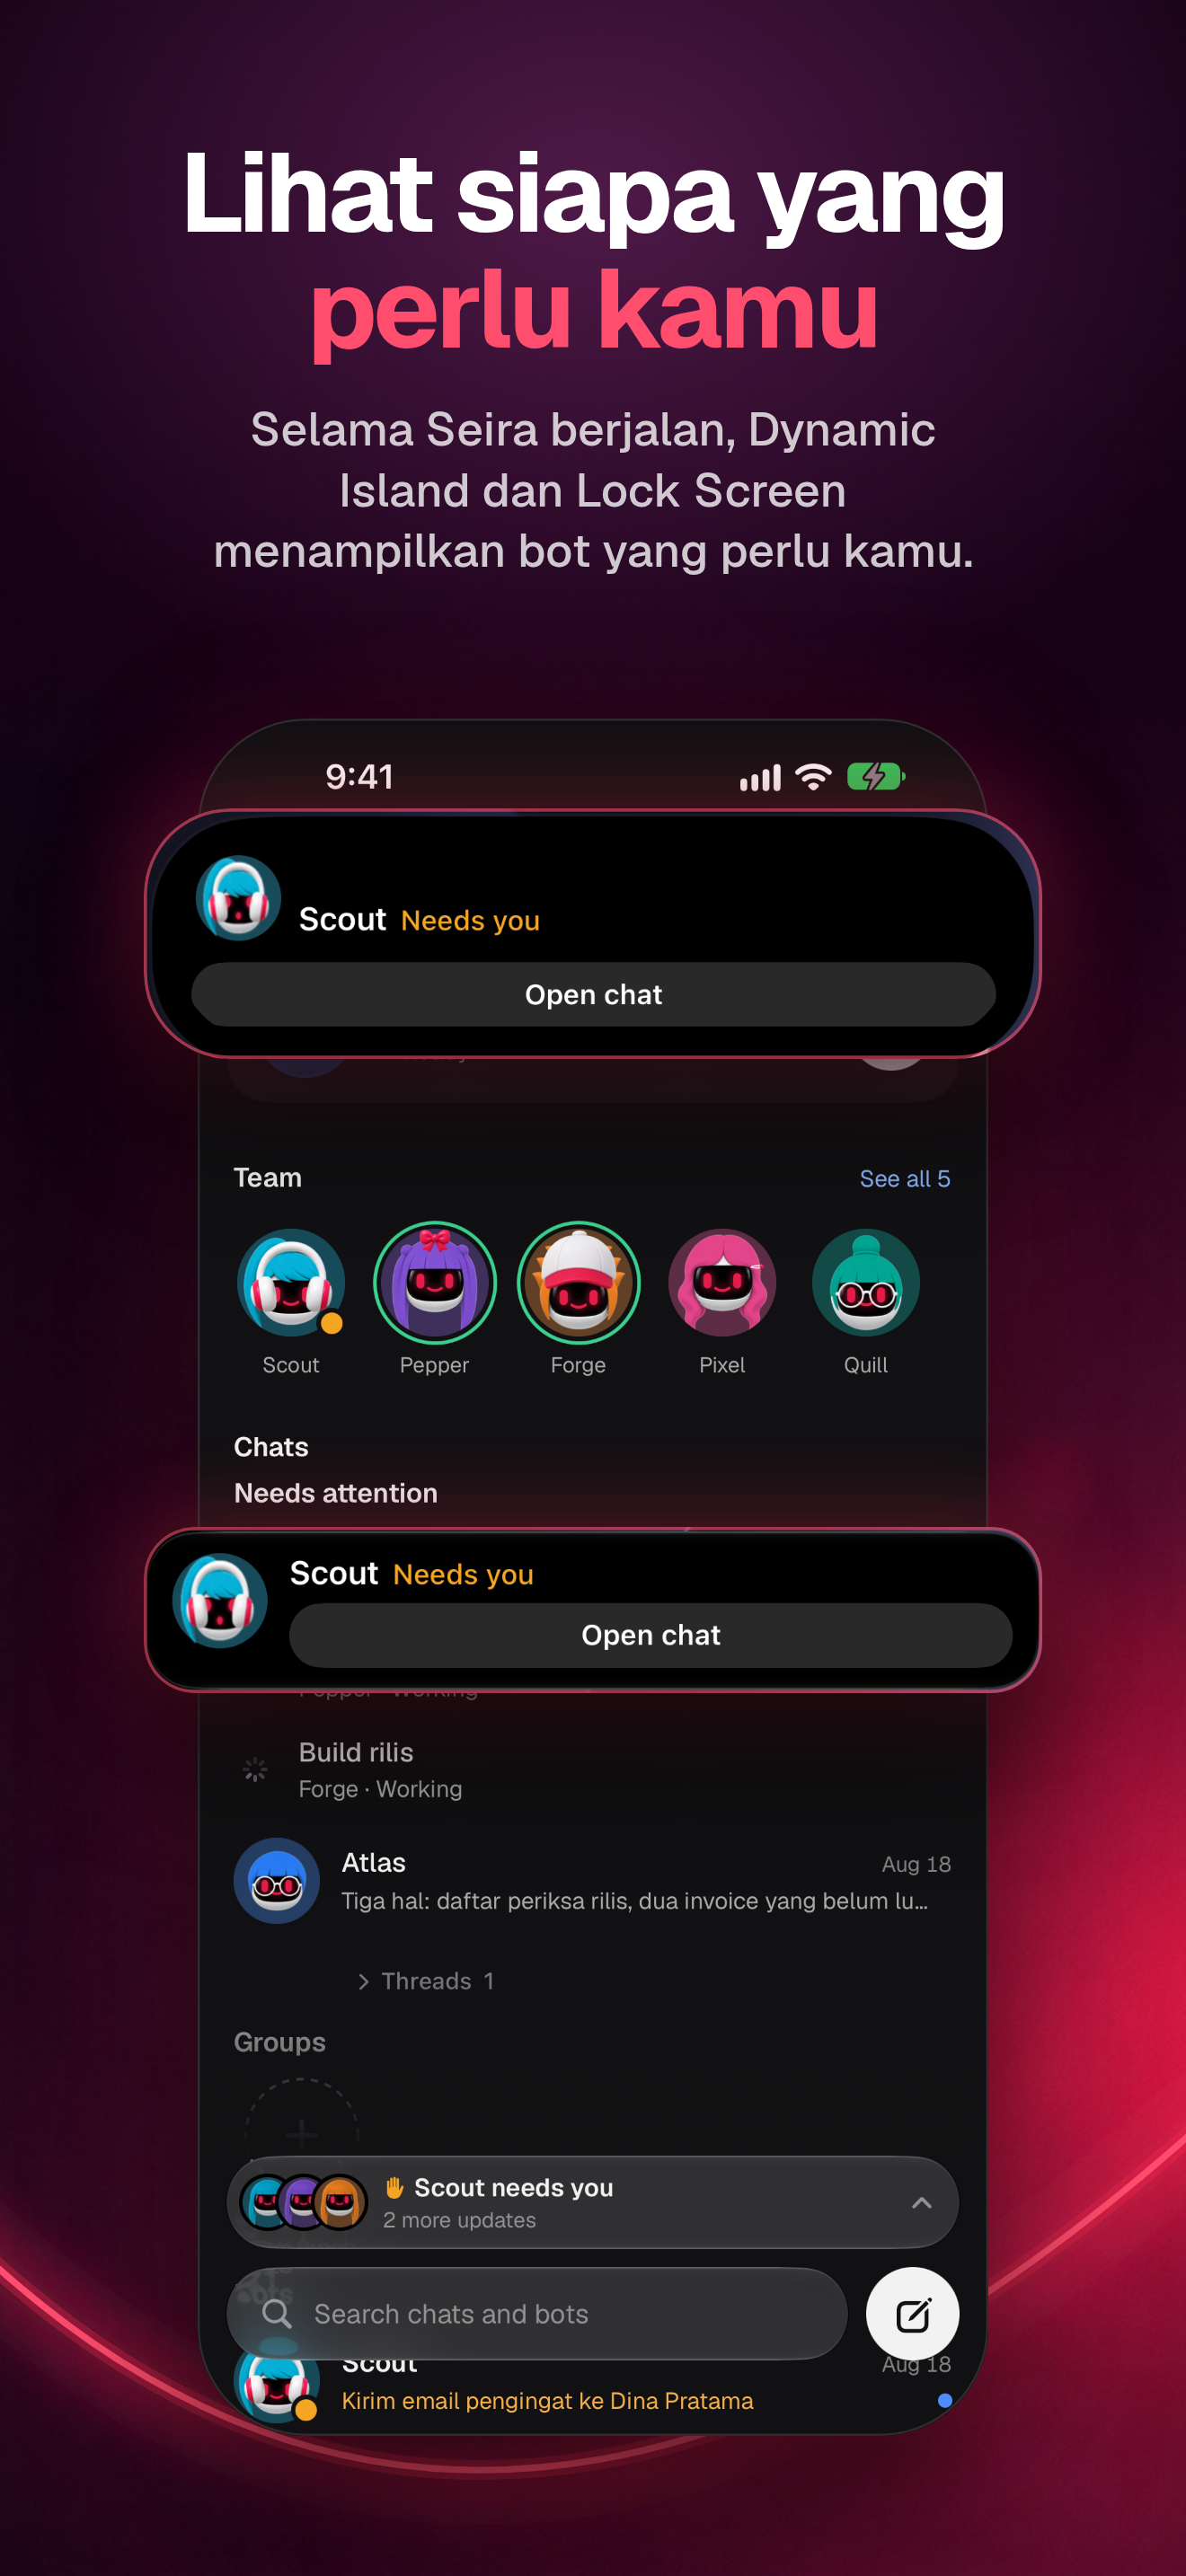 Lihat siapa yang
perlu kamu
Selama Seira berjalan, Dynamic
Island dan Lock Screen
menampilkan bot yang perlu kamu.
9:41
Scout Needs you
Open chat
Team
See all 5
Scout
Pepper
Forge
Pixel
Quill
Chats
Needs attention
Scout Needs you
Open chat
Pepper · Working
Build rilis
Forge · Working
Atlas
Aug 18
Tiga hal: daftar periksa rilis, dua invoice yang belum lu...
Threads 1
Groups
Scout needs you
2 more updates
Search chats and bots
Scout
Aug 18
Kirim email pengingat ke Dina Pratama